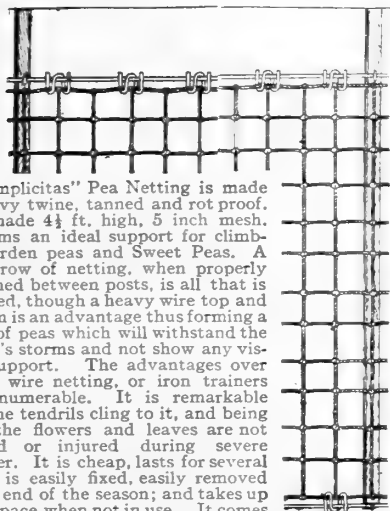 mplicitas" Pea Netting is made
vy twine, tanned and rot proof.
nade 4½ ft. high, 5 inch mesh.
ms an ideal support for climb-
rden peas and Sweet Peas. A
row of netting, when properly
ned between posts, is all that is
ed, though a heavy wire top and
n is an advantage thus forming a
of peas which will withstand the
's storms and not show any vis-
upport. The advantages over
wire netting, or iron trainers
numerable. It is remarkable
ne tendrils cling to it, and being
the flowers and leaves are not
d or injured during severe
er. It is cheap, lasts for several
is easily fixed, easily removed
end of the season; and takes up
pace when not in use. It comes